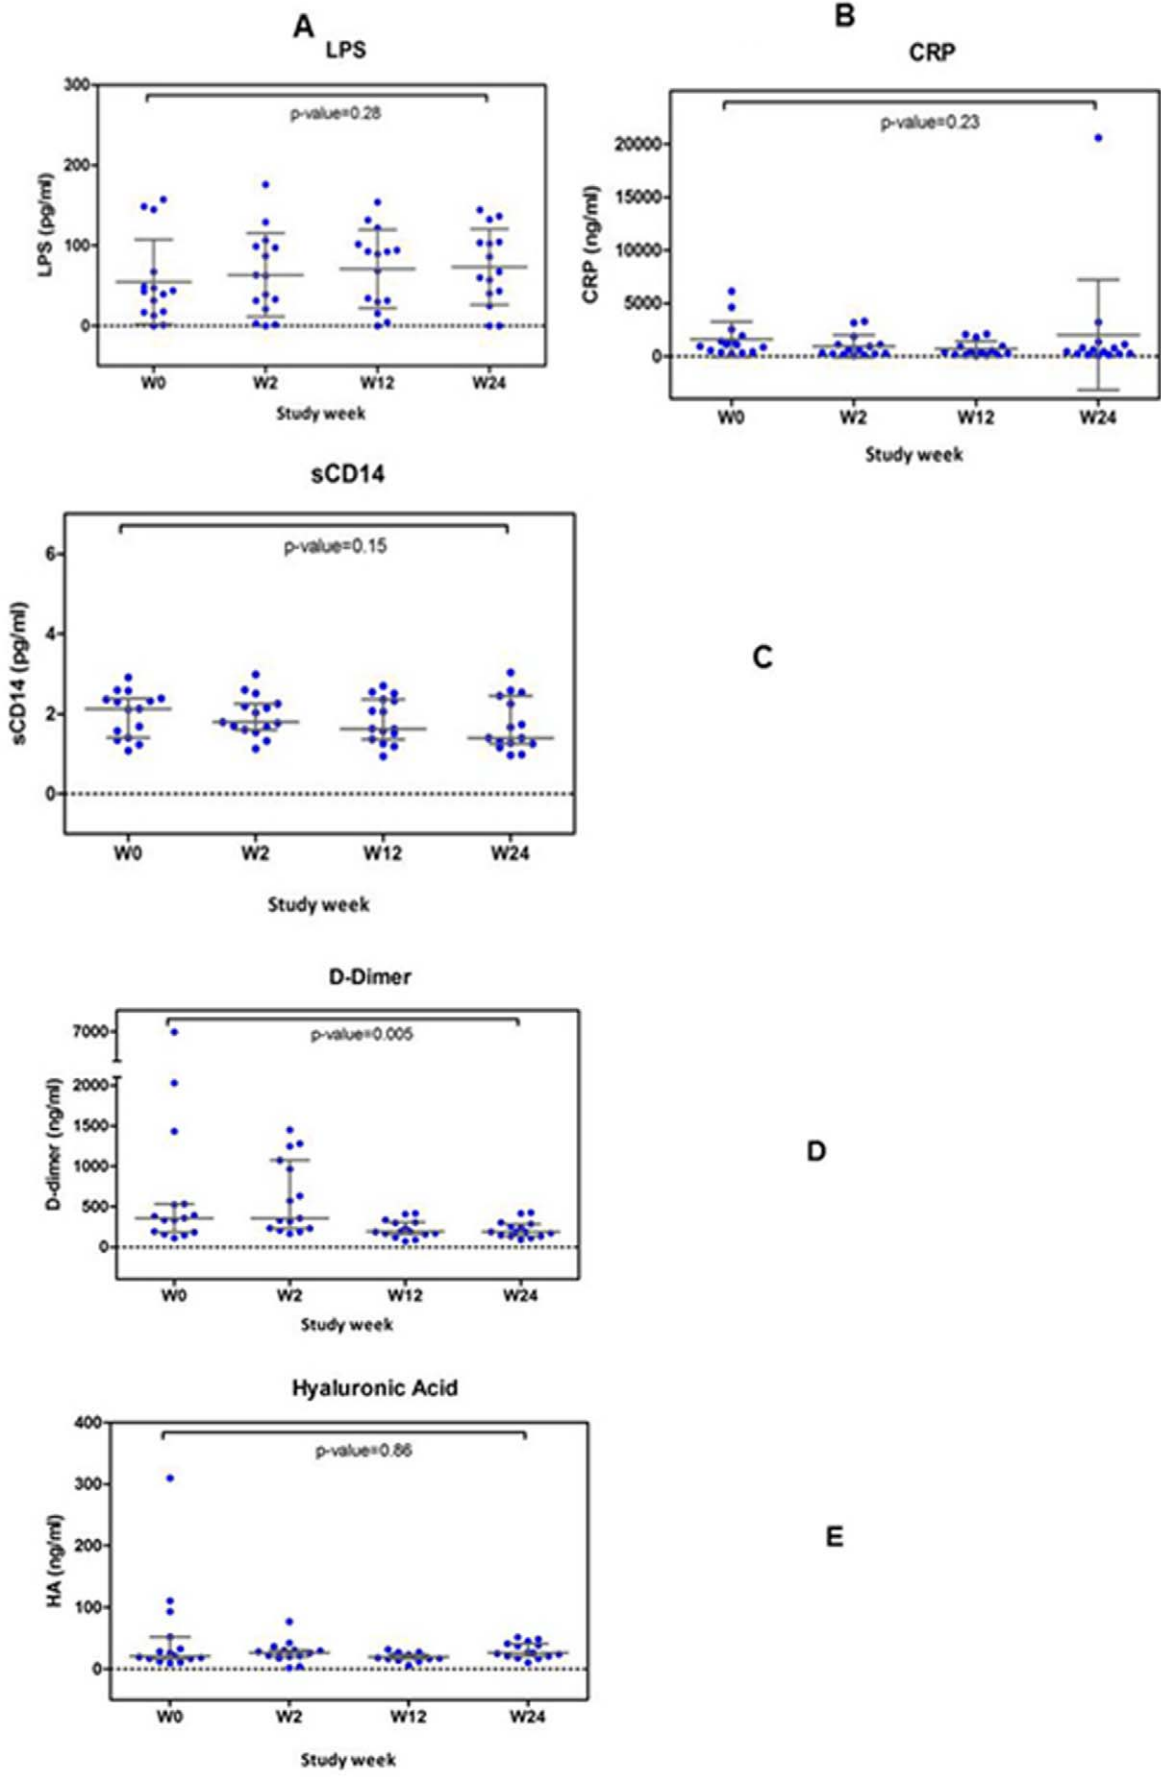 A
LPS
300
200
100
0
LPS (pg/ml)
p-value=0.28
W0 W2 W12 W24
Study week
B
CRP
20000
15000
10000
5000
0
CRP (ng/ml)
p-value=0.23
W0 W2 W12 W24
Study week
sCD14
6
4
2
0
sCD14 (pg/ml)
p-value=0.15
W0 W2 W12 W24
Study week
C
D-Dimer
7000
2000
1500
1000
500
0
D-dimer (ng/ml)
p-value=0.005
W0 W2 W12 W24
Study week
D
Hyaluronic Acid
400
300
200
100
0
HA (ng/ml)
p-value=0.86
W0 W2 W12 W24
Study week
E